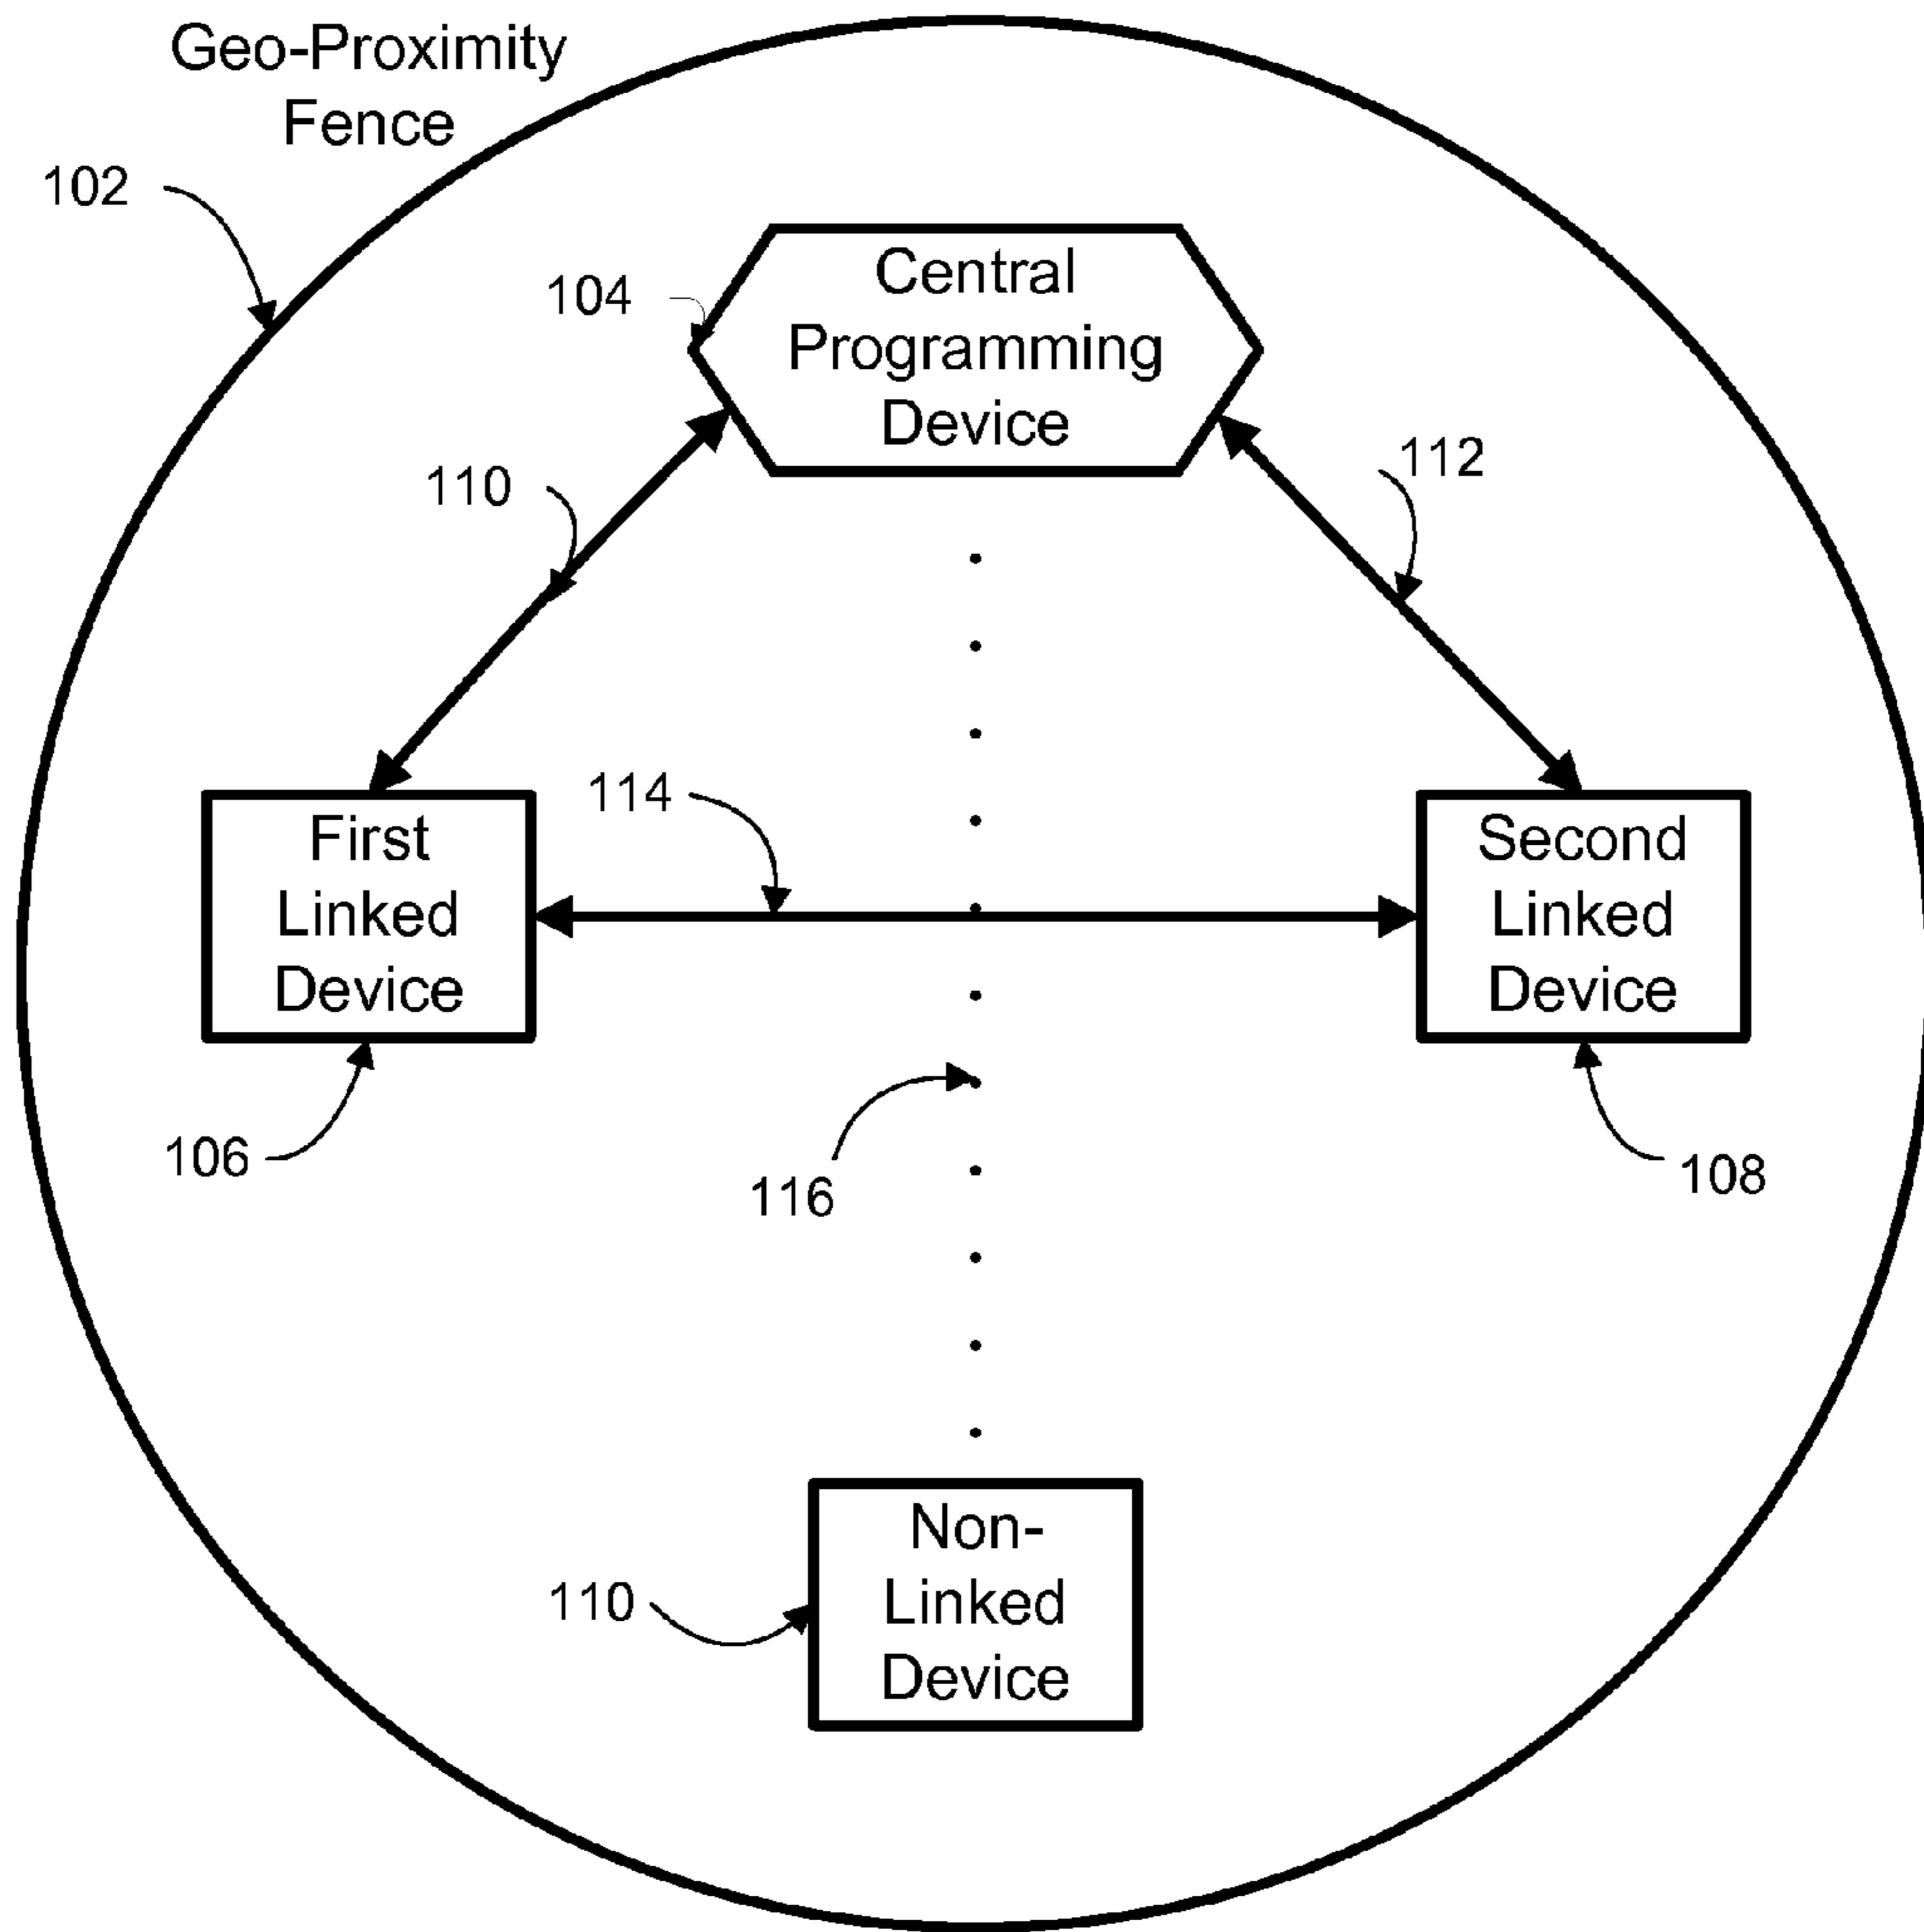 Geo-Proximity
Fence
102
104
Central
Programming
Device
110
112
114
First
Linked
Device
Second
Linked
Device
106
116
108
110
Non-
Linked
Device